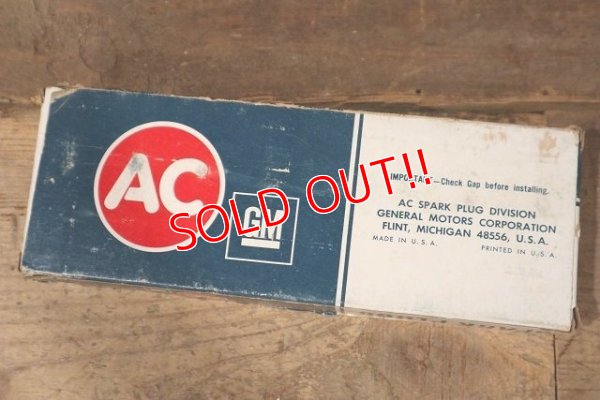 AC
GM
SOLD OUT!!
IMPORTANT—Check Gap before installing.
AC SPARK PLUG DIVISION
GENERAL MOTORS CORPORATION
FLINT, MICHIGAN 48556, U.S.A.
MADE IN U.S.A.
PRINTED IN U.S.A.